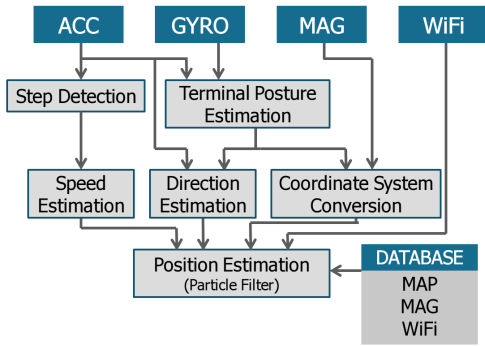 ACC
GYRO
MAG
WiFi
Step Detection
Terminal Posture
Estimation
Speed
Estimation
Direction
Estimation
Coordinate System
Conversion
Position Estimation
(Particle Filter)
DATABASE
MAP
MAG
WiFi